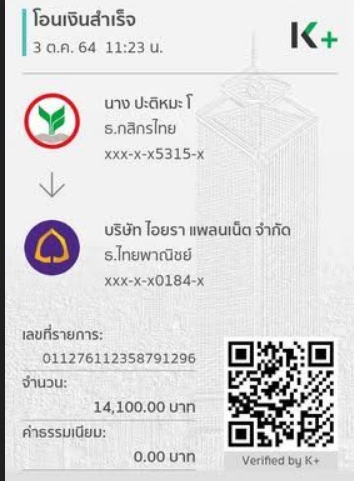 โอนเงินสำเร็จ
3 ต.ค. 64 11:23 น.
K+
นาง ปะติหมะ โ
ธ.กสิกรไทย
xxx-x-x5315-x
บริษัท ไอยรา แพลนเน็ต จำกัด
ธ.ไทยพาณิชย์
xxx-x-x0184-x
เลขที่รายการ:
011276112358791296
จำนวน:
14,100.00 บาท
ค่าธรรมเนียม:
0.00 บาท
Verified by K+